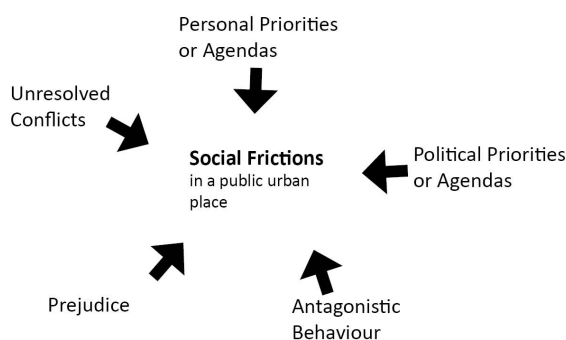 Personal Priorities
or Agendas
Unresolved
Conflicts
Social Frictions
in a public urban
place
Political Priorities
or Agendas
Prejudice
Antagonistic
Behaviour